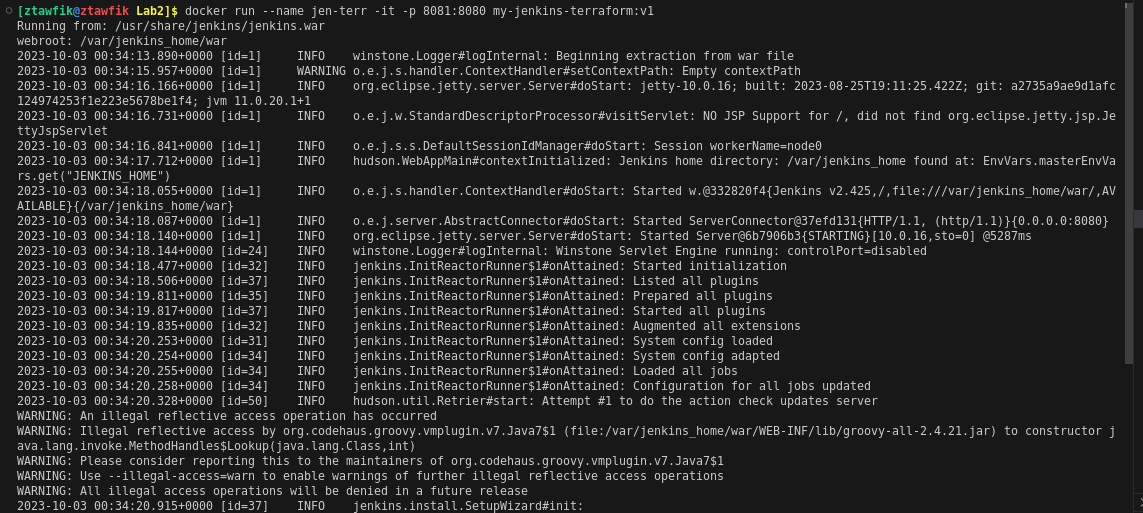 [ztawfik@ztawfik Lab2]$ docker run --name jen-terr -it -p 8081:8080 my-jenkins-terraform:v1
Running from: /usr/share/jenkins/jenkins.war
webroot: /var/jenkins_home/war
2023-10-03 00:34:13.890+0000 [id=1]	INFO	winstone.Logger#logInternal: Beginning extraction from war file
2023-10-03 00:34:15.957+0000 [id=1]	WARNING	o.e.j.s.handler.ContextHandler#setContextPath: Empty contextPath
2023-10-03 00:34:16.166+0000 [id=1]	INFO	org.eclipse.jetty.server.Server#doStart: jetty-10.0.16; built: 2023-08-25T19:11:25.422Z; git: a2735a9ae9d1afc
124974253f1e223e5678be1f4; jvm 11.0.20.1+1
2023-10-03 00:34:16.731+0000 [id=1]	INFO	o.e.j.w.StandardDescriptorProcessor#visitServlet: NO JSP Support for /, did not find org.eclipse.jetty.jsp.Je
ttyJspServlet
2023-10-03 00:34:16.841+0000 [id=1]	INFO	o.e.j.s.s.DefaultSessionIdManager#doStart: Session workerName=node0
2023-10-03 00:34:17.712+0000 [id=1]	INFO	hudson.WebAppMain#contextInitialized: Jenkins home directory: /var/jenkins_home found at: EnvVars.masterEnvVa
rs.get("JENKINS_HOME")
2023-10-03 00:34:18.055+0000 [id=1]	INFO	o.e.j.s.handler.ContextHandler#doStart: Started w.@332820f4{Jenkins v2.425,/,file:///var/jenkins_home/war/,AV
AILABLE}{/var/jenkins_home/war}
2023-10-03 00:34:18.087+0000 [id=1]	INFO	o.e.j.server.AbstractConnector#doStart: Started ServerConnector@37efd131{HTTP/1.1, (http/1.1)}{0.0.0.0:8080}
2023-10-03 00:34:18.140+0000 [id=1]	INFO	org.eclipse.jetty.server.Server#doStart: Started Server@6b7906b3{STARTING}[10.0.16,sto=0] @5287ms
2023-10-03 00:34:18.144+0000 [id=24]	INFO	winstone.Logger#logInternal: Winstone Servlet Engine running: controlPort=disabled
2023-10-03 00:34:18.477+0000 [id=32]	INFO	jenkins.InitReactorRunner$1#onAttained: Started initialization
2023-10-03 00:34:18.506+0000 [id=37]	INFO	jenkins.InitReactorRunner$1#onAttained: Listed all plugins
2023-10-03 00:34:19.811+0000 [id=35]	INFO	jenkins.InitReactorRunner$1#onAttained: Prepared all plugins
2023-10-03 00:34:19.817+0000 [id=37]	INFO	jenkins.InitReactorRunner$1#onAttained: Started all plugins
2023-10-03 00:34:19.835+0000 [id=32]	INFO	jenkins.InitReactorRunner$1#onAttained: Augmented all extensions
2023-10-03 00:34:20.253+0000 [id=31]	INFO	jenkins.InitReactorRunner$1#onAttained: System config loaded
2023-10-03 00:34:20.254+0000 [id=34]	INFO	jenkins.InitReactorRunner$1#onAttained: System config adapted
2023-10-03 00:34:20.255+0000 [id=34]	INFO	jenkins.InitReactorRunner$1#onAttained: Loaded all jobs
2023-10-03 00:34:20.258+0000 [id=34]	INFO	jenkins.InitReactorRunner$1#onAttained: Configuration for all jobs updated
2023-10-03 00:34:20.328+0000 [id=50]	INFO	hudson.util.Retrier#start: Attempt #1 to do the action check updates server
WARNING: An illegal reflective access operation has occurred
WARNING: Illegal reflective access by org.codehaus.groovy.vmplugin.v7.Java7$1 (file:/var/jenkins_home/war/WEB-INF/lib/groovy-all-2.4.21.jar) to constructor j
ava.lang.invoke.MethodHandles$Lookup(java.lang.Class,int)
WARNING: Please consider reporting this to the maintainers of org.codehaus.groovy.vmplugin.v7.Java7$1
WARNING: Use --illegal-access=warn to enable warnings of further illegal reflective access operations
WARNING: All illegal access operations will be denied in a future release
2023-10-03 00:34:20.915+0000 [id=37]	INFO	jenkins.install.SetupWizard#init: